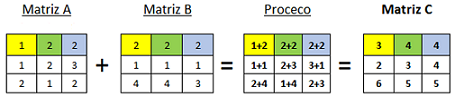 Matriz A Matriz B Proceco Matriz C
1 2 2 2 2 2 1+2 2+2 2+2 3 4 4
1 2 3 + 1 1 1 = 1+1 2+3 3+1 = 2 3 4
2 1 2 4 4 3 2+4 1+4 2+3 6 5 5